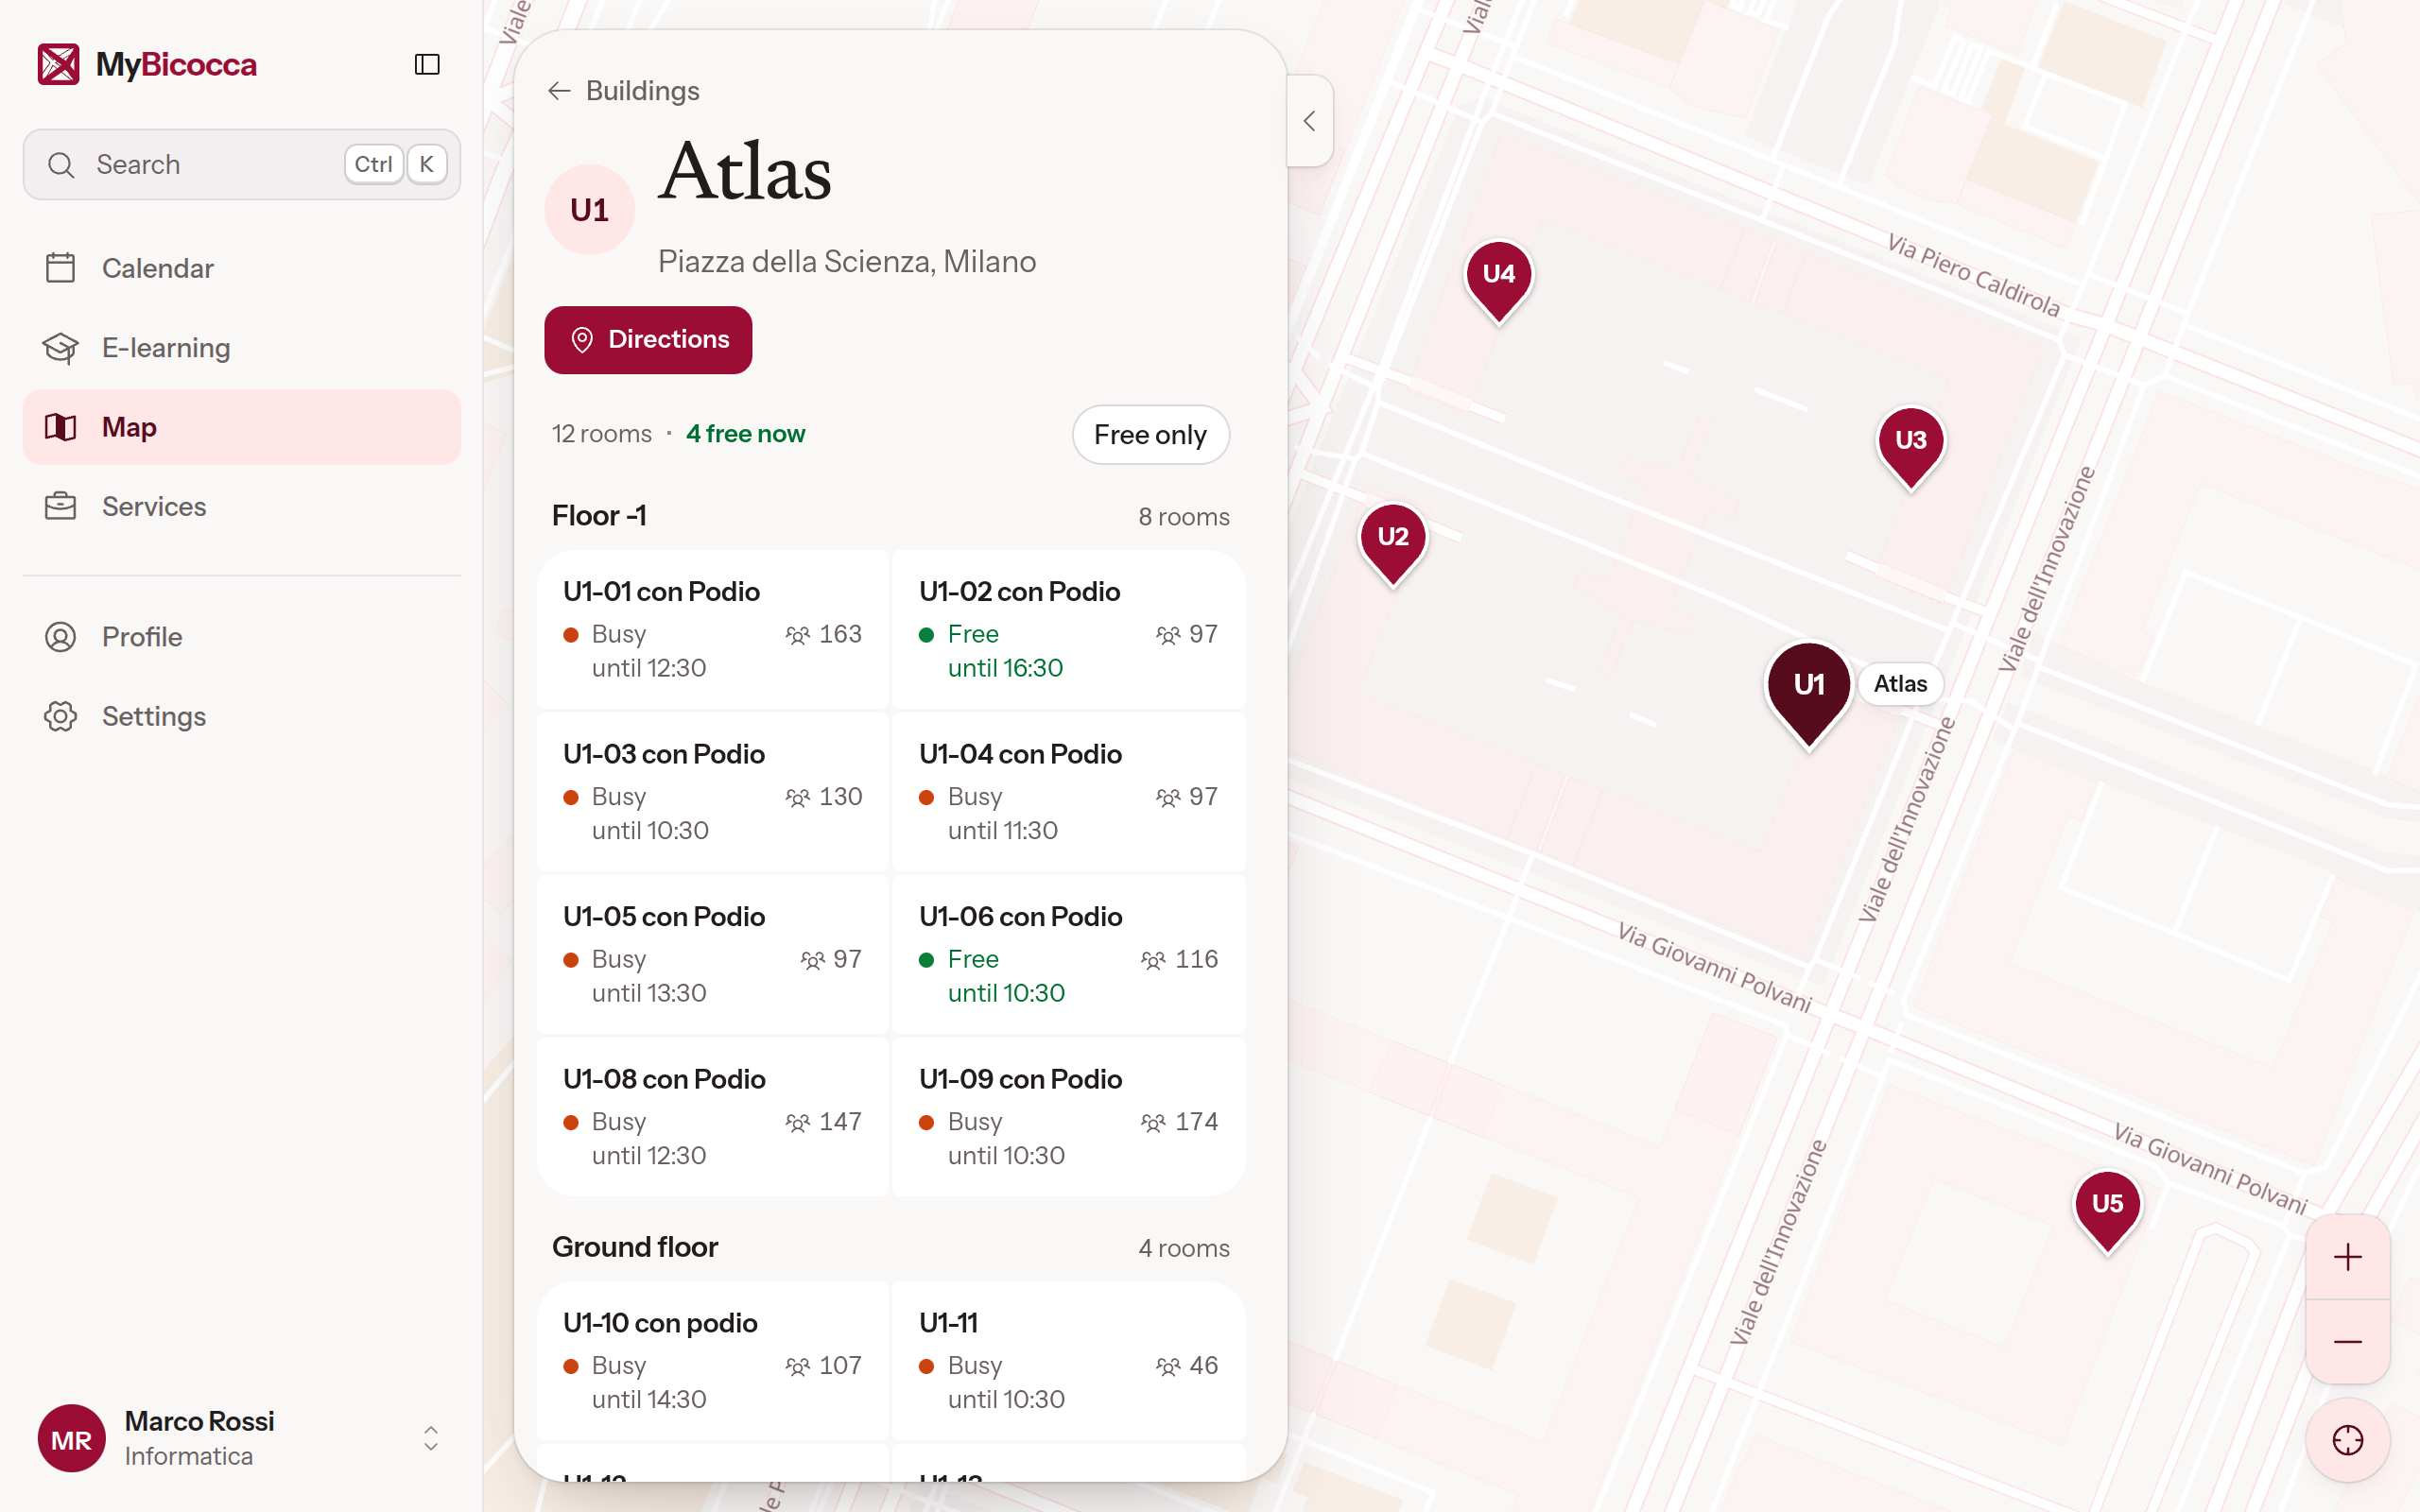 MyBicocca
Search Ctrl K
Calendar
E-learning
Map
Services
Profile
Settings
MR
Marco Rossi
Informatica
Buildings
U1
Atlas
Piazza della Scienza, Milano
Directions
12 rooms · 4 free now
Free only
Floor -1
8 rooms
U1-01 con Podio
Busy
until 12:30
163
U1-02 con Podio
Free
until 16:30
97
U1-03 con Podio
Busy
until 10:30
130
U1-04 con Podio
Busy
until 11:30
97
U1-05 con Podio
Busy
until 13:30
97
U1-06 con Podio
Free
until 10:30
116
U1-08 con Podio
Busy
until 12:30
147
U1-09 con Podio
Busy
until 10:30
174
Ground floor
4 rooms
U1-10 con podio
Busy
until 14:30
107
U1-11
Busy
until 10:30
46
U1-12
U1-13
Viale
U4
Via Piero Caldirola
U3
U2
Viale dell'Innovazione
U1
Atlas
Viale dell'Innovazione
Via Giovanni Polvani
Via Giovanni Polvani
U5
Viale dell'Innovazione